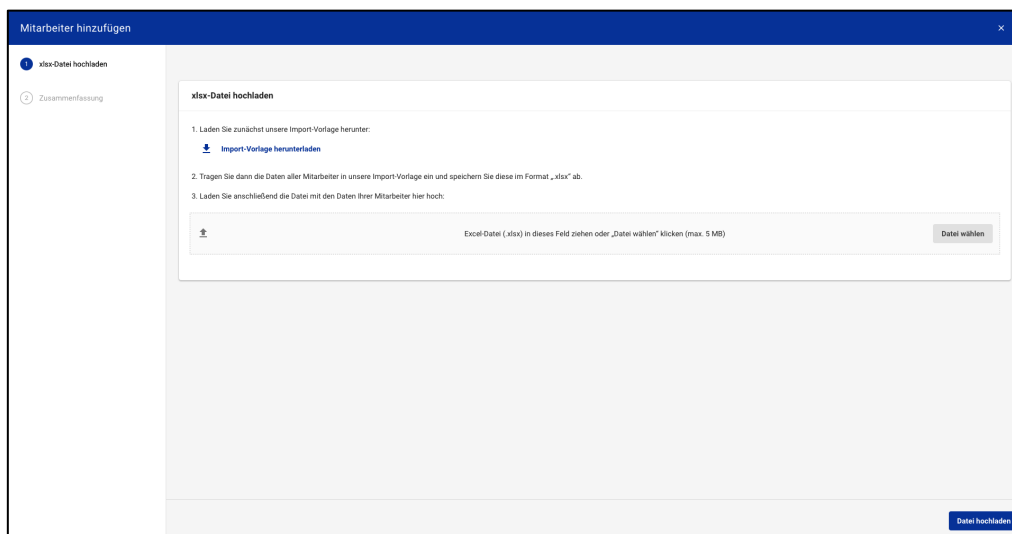 Mitarbeiter hinzufügen
1 xlsx-Datei hochladen
2 Zusammenfassung
xlsx-Datei hochladen
1. Laden Sie zunächst unsere Import-Vorlage herunter:
Import-Vorlage herunterladen
2. Tragen Sie dann die Daten aller Mitarbeiter in unsere Import-Vorlage ein und speichern Sie diese im Format „.xlsx" ab.
3. Laden Sie anschließend die Datei mit den Daten Ihrer Mitarbeiter hier hoch:
Excel-Datei (.xlsx) in dieses Feld ziehen oder „Datei wählen" klicken (max. 5 MB)
Datei wählen
Datei hochladen